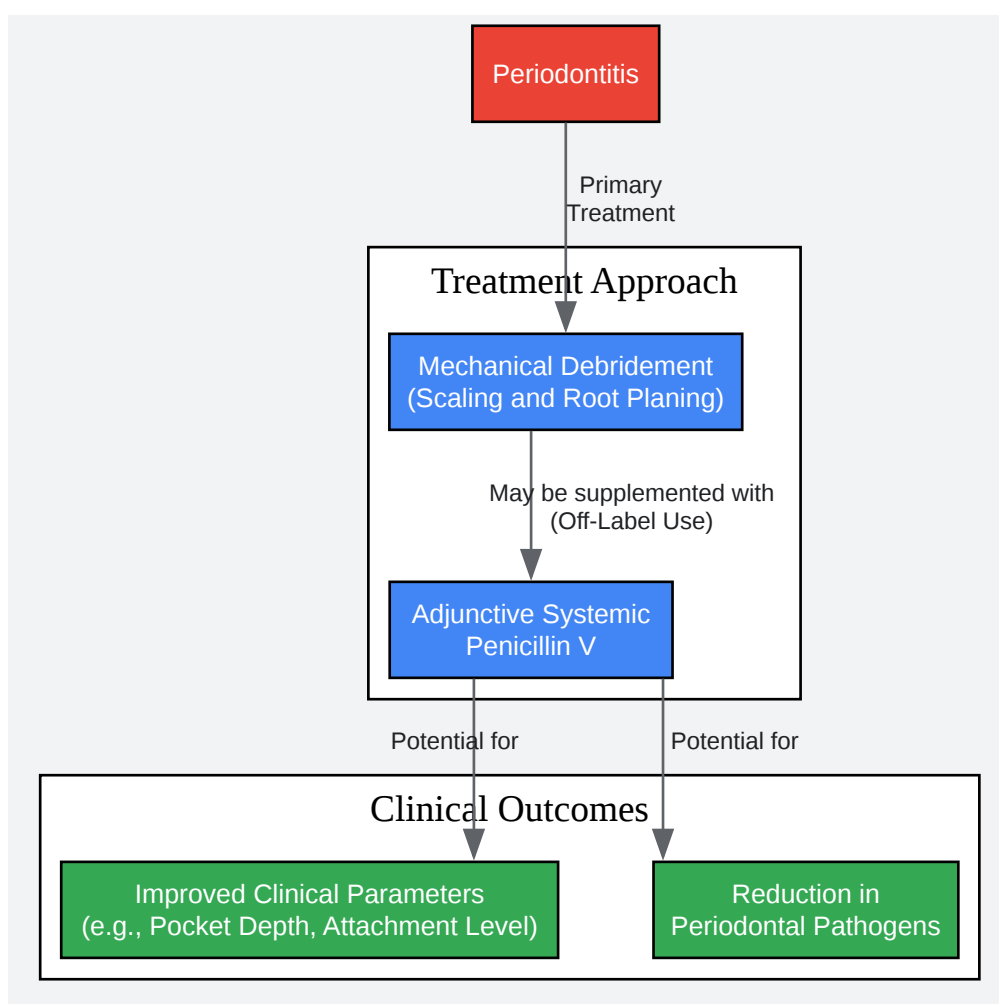 Periodontitis
Primary
Treatment
Treatment Approach
Mechanical Debridement
(Scaling and Root Planing)
May be supplemented with
(Off-Label Use)
Adjunctive Systemic
Penicillin V
Potential for
Potential for
Clinical Outcomes
Improved Clinical Parameters
(e.g., Pocket Depth, Attachment Level)
Reduction in
Periodontal Pathogens